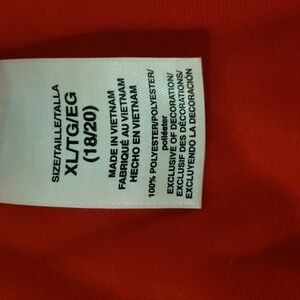 SIZE/TAILLE/TALLA
XL/TG/EG
(18/20)
MADE IN VIETNAM
FABRIQUÉ AU VIETNAM
HECHO EN VIETNAM
100% POLYESTER/POLYESTER/
poliéster
EXCLUSIVE OF DECORATION/
EXCLUSIF DES DÉCORATIONS/
EXCLUYENDO LA DECORACIÓN